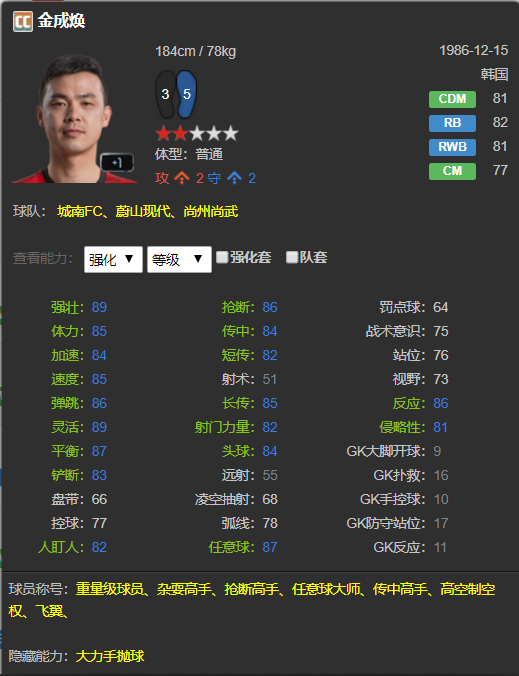 CC 金成焕
184cm / 78kg
1986-12-15
韩国
3 5
CDM 81
RB 82
RWB 81
CM 77
+1
体型：普通
攻 2 守 2
球队： 城南FC、蔚山现代、尚州尚武
查看能力： 强化 ▼ 等级 ▼ 强化套 队套
强壮：89 抢断：86 罚点球：64
体力：85 传中：84 战术意识：75
加速：84 短传：82 站位：76
速度：85 射术：51 视野：73
弹跳：86 长传：85 反应：86
灵活：89 射门力量：82 侵略性：81
平衡：87 头球：84 GK大脚开球：9
铲断：83 远射：55 GK扑救：16
盘带：66 凌空抽射：68 GK手控球：10
控球：77 弧线：78 GK防守站位：17
人盯人：82 任意球：87 GK反应：11
球员称号：重量级球员、杂耍高手、抢断高手、任意球大师、传中高手、高空制空
权、飞翼、
隐藏能力：大力手抛球